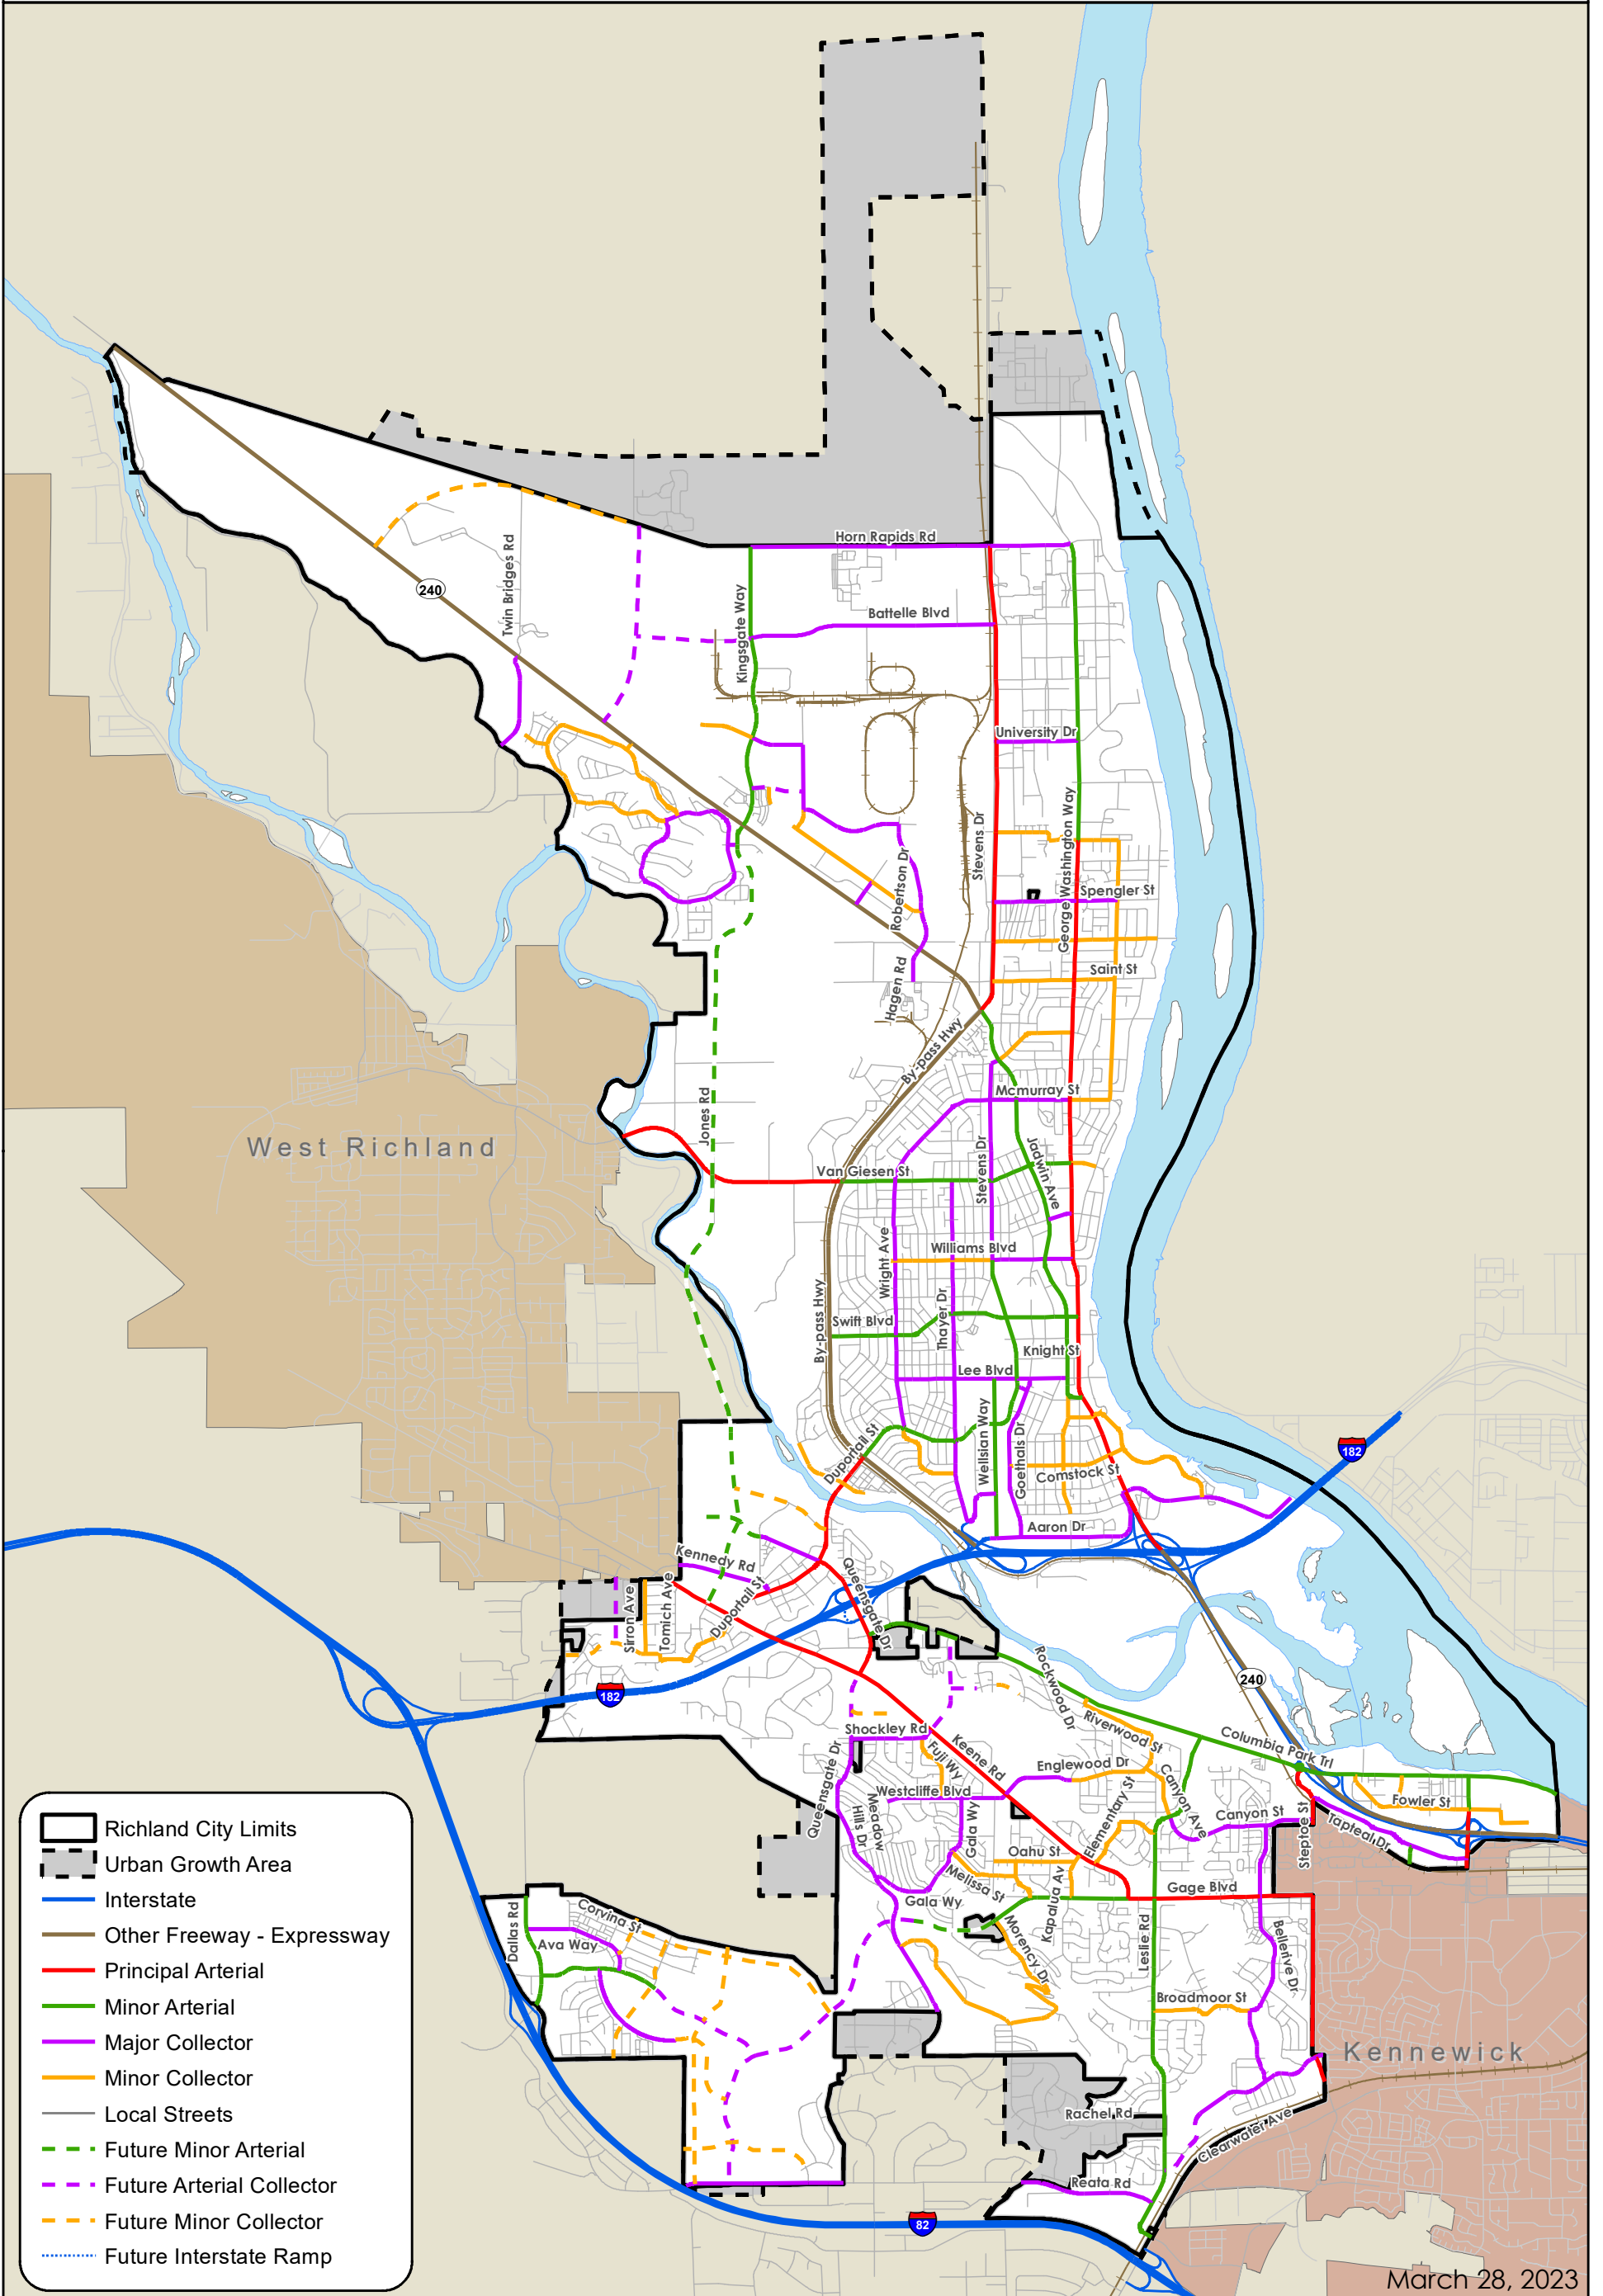 Horn Rapids Rd
Twin Bridges Rd
240
Kingsgate Way
Battelle Blvd
University Dr
George Washington Way
Stevens Dr
Robertson Dr
Spengler St
Hagen Rd
Saint St
By-pass Hwy
Mcmurray St
Jones Rd
West Richland
Stevens Dr
Jadwin Ave
Van Giesen St
Wright Ave
Williams Blvd
By-pass Hwy
Thayer Dr
Swift Blvd
Knight St
Lee Blvd
Wellsian Way
Goethals Dr
Duportail St
Comstock St
182
Aaron Dr
Kennedy Rd
Queensgate Dr
Sirron Ave
Tomich Ave
Duportail St
182
Rockwood Dr
240
Riverwood St
Columbia Park Trl
Shockley Rd
Keene Rd
Fuji Wy
Englewood Dr
Queensgate Dr
Westcliffe Blvd
Canyon Ave
Elementary St
Meadow
Hills Dr
Gala Wy
Canyon St
Steptoe St
Fowler St
Tapteal Dr
Oahu St
Melissa St
Kapalua Av
Gage Blvd
Gala Wy
Dallas Rd
Corvina St
Ava Way
Morency Dr
Leslie Rd
Bellerive Dr
Broadmoor St
Kennewick
Rachel Rd
Clearwater Ave
Reata Rd
82
Richland City Limits
Urban Growth Area
Interstate
Other Freeway - Expressway
Principal Arterial
Minor Arterial
Major Collector
Minor Collector
Local Streets
Future Minor Arterial
Future Arterial Collector
Future Minor Collector
Future Interstate Ramp
March 28, 2023